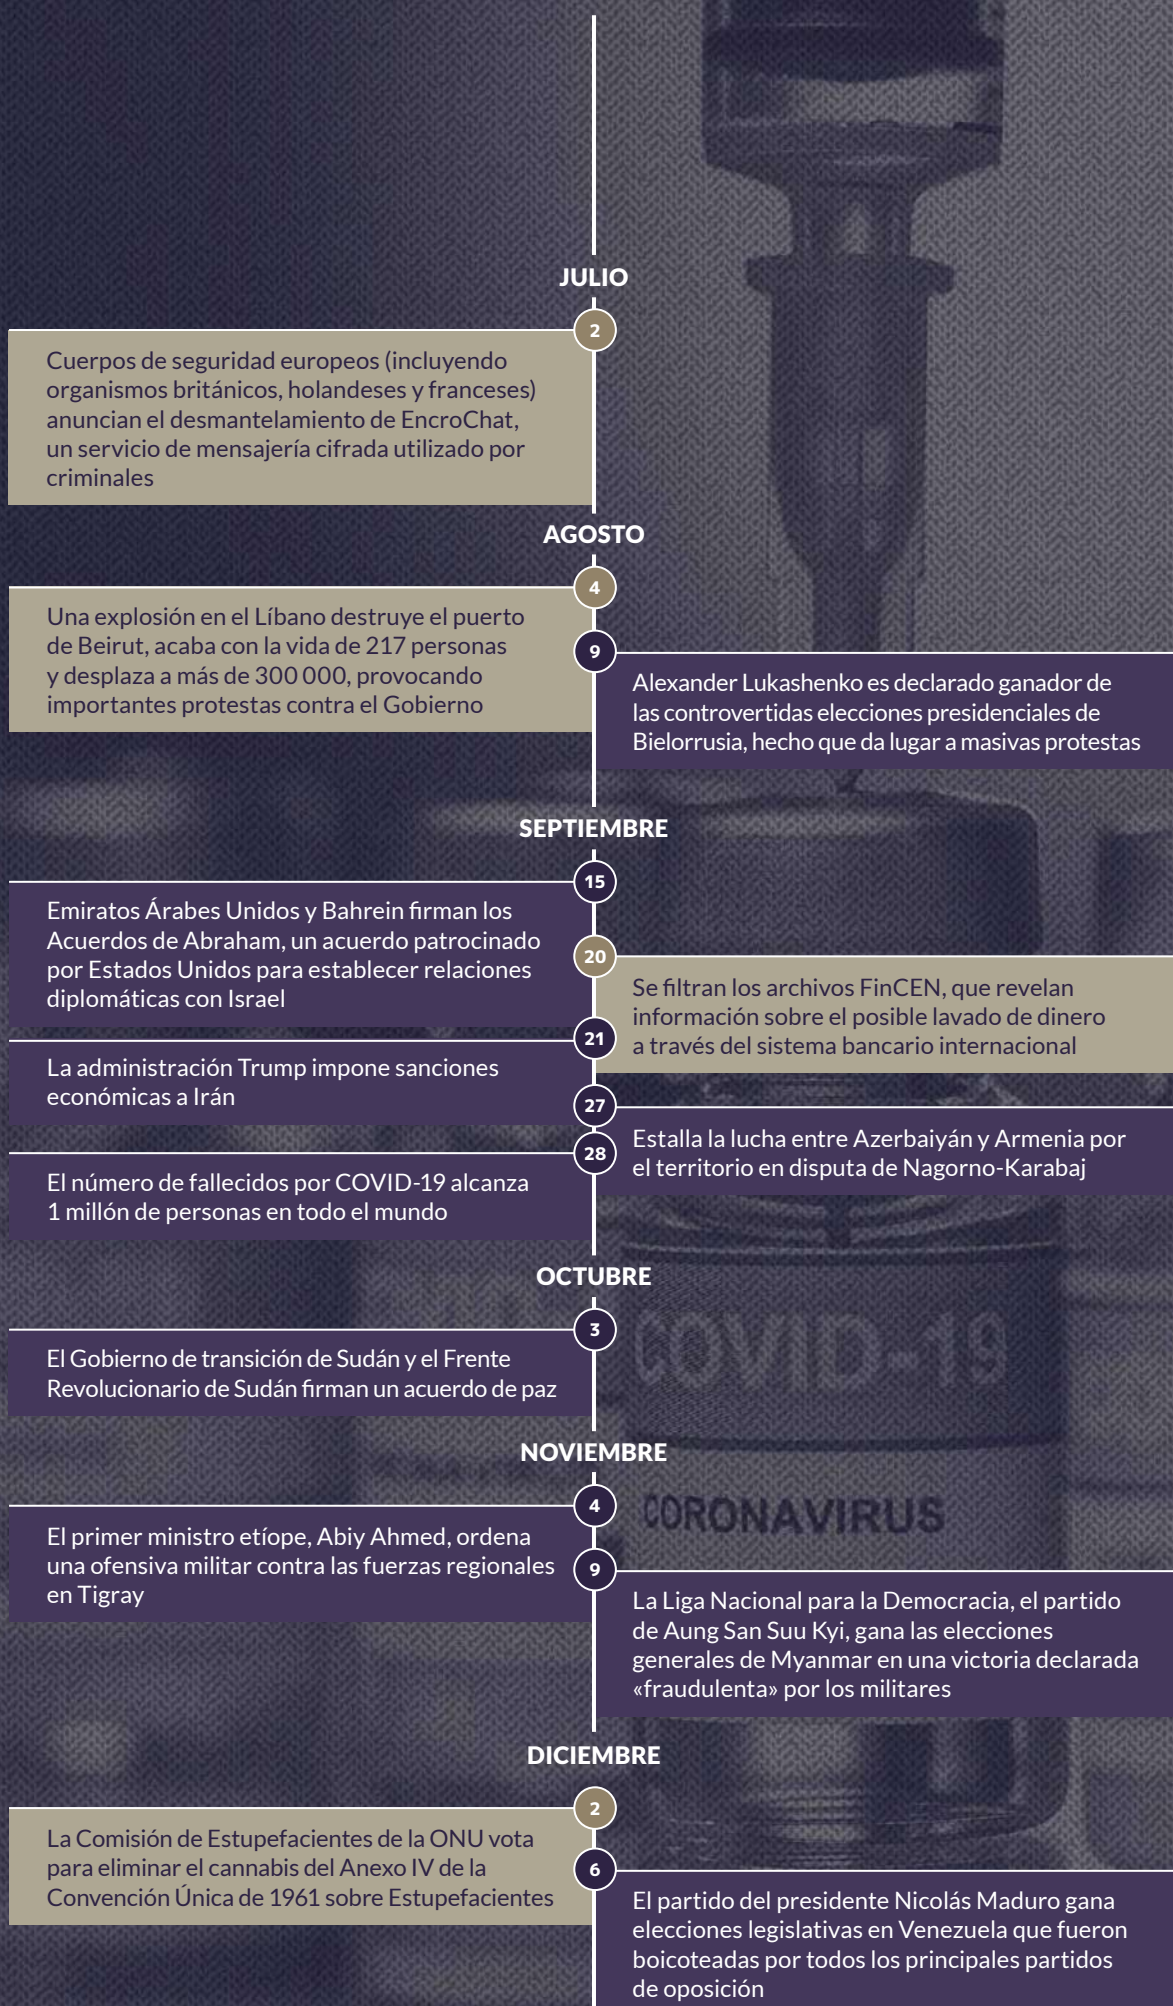 JULIO
2
Cuerpos de seguridad europeos (incluyendo
organismos británicos, holandeses y franceses)
anuncian el desmantelamiento de EncroChat,
un servicio de mensajería cifrada utilizado por
criminales
AGOSTO
4
Una explosión en el Líbano destruye el puerto
de Beirut, acaba con la vida de 217 personas
y desplaza a más de 300 000, provocando
importantes protestas contra el Gobierno
9
Alexander Lukashenko es declarado ganador de
las controvertidas elecciones presidenciales de
Bielorrusia, hecho que da lugar a masivas protestas
SEPTIEMBRE
15
Emiratos Árabes Unidos y Bahrein firman los
Acuerdos de Abraham, un acuerdo patrocinado
por Estados Unidos para establecer relaciones
diplomáticas con Israel
20
Se filtran los archivos FinCEN, que revelan
información sobre el posible lavado de dinero
a través del sistema bancario internacional
21
La administración Trump impone sanciones
económicas a Irán
27
Estalla la lucha entre Azerbaiyán y Armenia por
el territorio en disputa de Nagorno-Karabaj
28
El número de fallecidos por COVID-19 alcanza
1 millón de personas en todo el mundo
OCTUBRE
3
El Gobierno de transición de Sudán y el Frente
Revolucionario de Sudán firman un acuerdo de paz
COVID-19
NOVIEMBRE
4
El primer ministro etíope, Abiy Ahmed, ordena
una ofensiva militar contra las fuerzas regionales
en Tigray
CORONAVIRUS
9
La Liga Nacional para la Democracia, el partido
de Aung San Suu Kyi, gana las elecciones
generales de Myanmar en una victoria declarada
«fraudulenta» por los militares
DICIEMBRE
2
La Comisión de Estupefacientes de la ONU vota
para eliminar el cannabis del Anexo IV de la
Convención Única de 1961 sobre Estupefacientes
6
El partido del presidente Nicolás Maduro gana
elecciones legislativas en Venezuela que fueron
boicoteadas por todos los principales partidos
de oposición